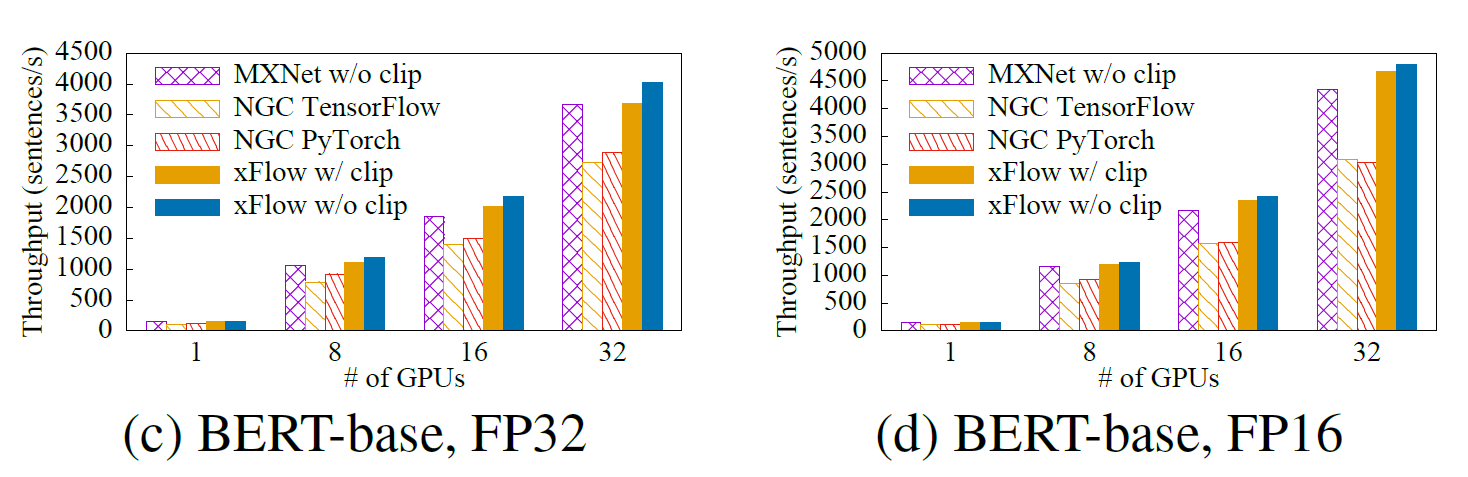 Throughput (sentences/s)
4500
4000
3500
3000
2500
2000
1500
1000
500
0
MXNet w/o clip
NGC TensorFlow
NGC PyTorch
xFlow w/ clip
xFlow w/o clip
1 8 16 32
# of GPUs
(c) BERT-base, FP32
Throughput (sentences/s)
5000
4500
4000
3500
3000
2500
2000
1500
1000
500
0
MXNet w/o clip
NGC TensorFlow
NGC PyTorch
xFlow w/ clip
xFlow w/o clip
1 8 16 32
# of GPUs
(d) BERT-base, FP16